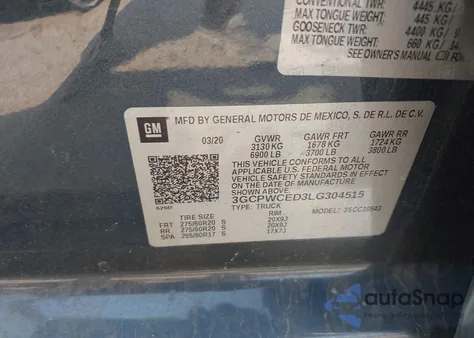 CONVENTIONAL TWR: 4445 KG/
MAX TONGUE WEIGHT: 445 KG/
GOOSENECK TWR: 4400 KG/ 9
MAX TONGUE WEIGHT: 660 KG/ 14
SEE OWNER'S MANUAL
GM
MFD BY GENERAL MOTORS DE MEXICO, S. DE R.L. DE C.V.
03/20 GVWR GAWR FRT GAWR RR
3130 KG 1678 KG 1724 KG
6900 LB 3700 LB 3800 LB
THIS VEHICLE CONFORMS TO ALL APPLICABLE
U.S. FEDERAL MOTOR VEHICLE SAFETY
STANDARDS IN EFFECT ON THE DATE OF
MANUFACTURE SHOWN ABOVE.
3GCPWCED3LG304515
TYPE: TRUCK MODEL:
TIRE SIZE RIM
FRT 275/60R20 S 20X9J
RR 275/60R20 S 20X9J
SPA 255/80R17 S 17X7J
autoSnap